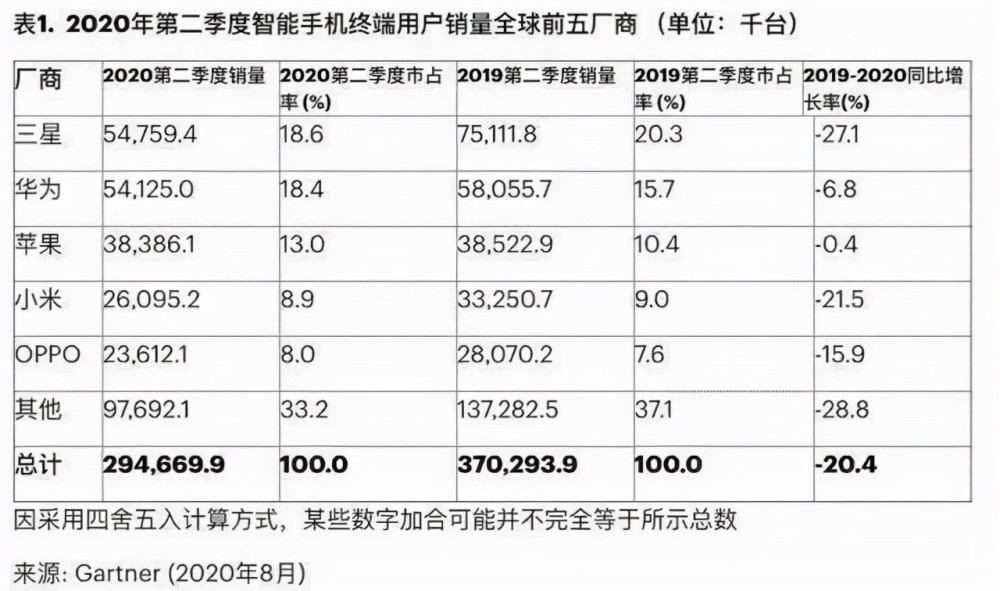 表1. 2020年第二季度智能手机终端用户销量全球前五厂商 （单位：千台）
厂商 2020第二季度销量 2020第二季度市占率 (%) 2019第二季度销量 2019第二季度市占率 (%) 2019-2020同比增长率(%)
三星 54,759.4 18.6 75,111.8 20.3 -27.1
华为 54,125.0 18.4 58,055.7 15.7 -6.8
苹果 38,386.1 13.0 38,522.9 10.4 -0.4
小米 26,095.2 8.9 33,250.7 9.0 -21.5
OPPO 23,612.1 8.0 28,070.2 7.6 -15.9
其他 97,692.1 33.2 137,282.5 37.1 -28.8
总计 294,669.9 100.0 370,293.9 100.0 -20.4
因采用四舍五入计算方式，某些数字加合可能并不完全等于所示总数
来源: Gartner (2020年8月)